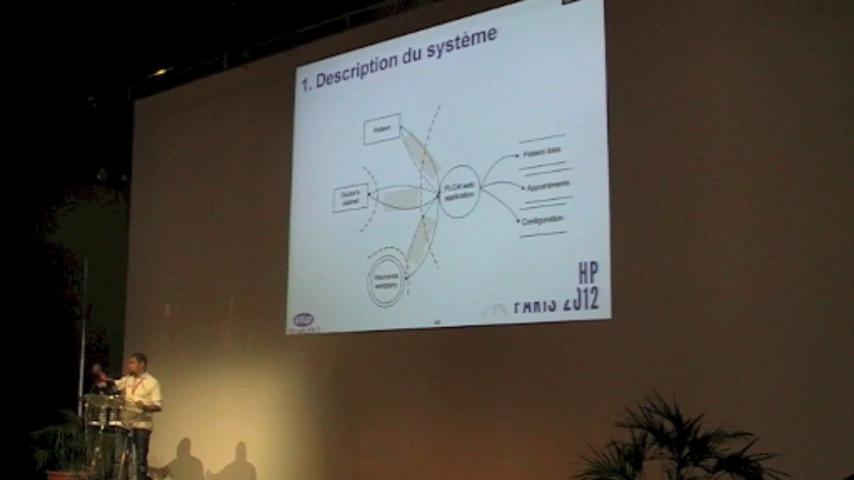 1. Description du système
Patient
Doctor's
cabinet
PLCM web
application
Insurance
company
Patient data
Appointments
Configuration
HP
PARIS 2012